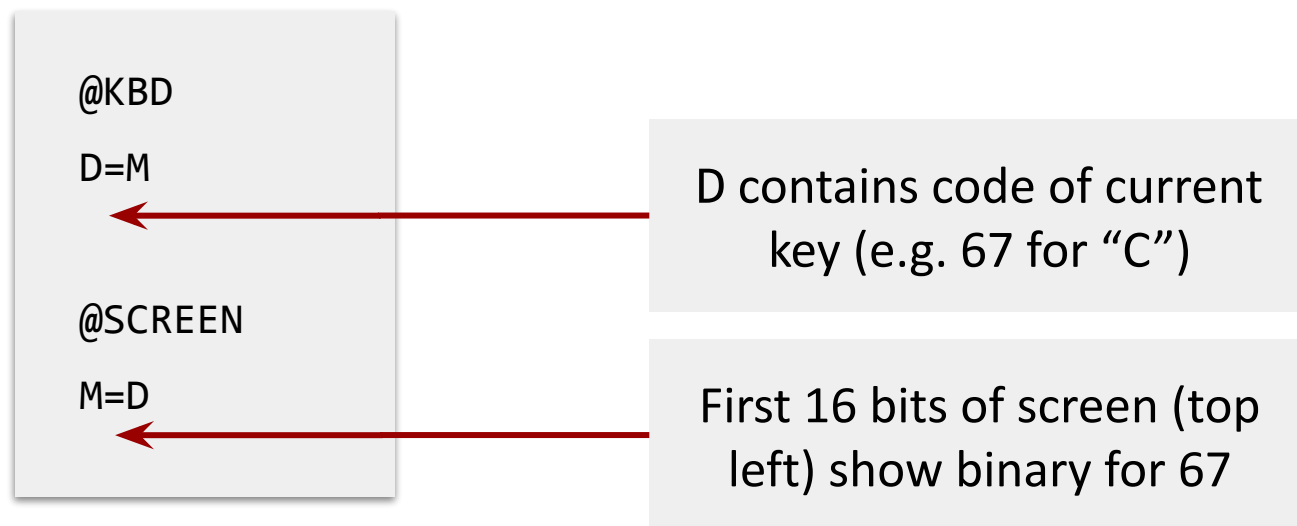 @KBD
D=M
D contains code of current
key (e.g. 67 for “C”)
@SCREEN
M=D
First 16 bits of screen (top
left) show binary for 67